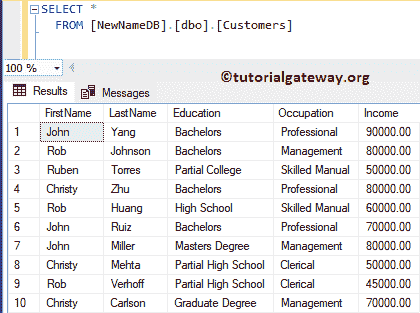 SELECT *
FROM [NewNameDB].[dbo].[Customers]
100 %
©tutorialgateway.org
Results Messages
FirstName LastName Education Occupation Income
1 John Yang Bachelors Professional 90000.00
2 Rob Johnson Bachelors Management 80000.00
3 Ruben Torres Partial College Skilled Manual 50000.00
4 Christy Zhu Bachelors Professional 80000.00
5 Rob Huang High School Skilled Manual 60000.00
6 John Ruiz Bachelors Professional 70000.00
7 John Miller Masters Degree Management 80000.00
8 Christy Mehta Partial High School Clerical 50000.00
9 Rob Verhoff Partial High School Clerical 45000.00
10 Christy Carlson Graduate Degree Management 70000.00